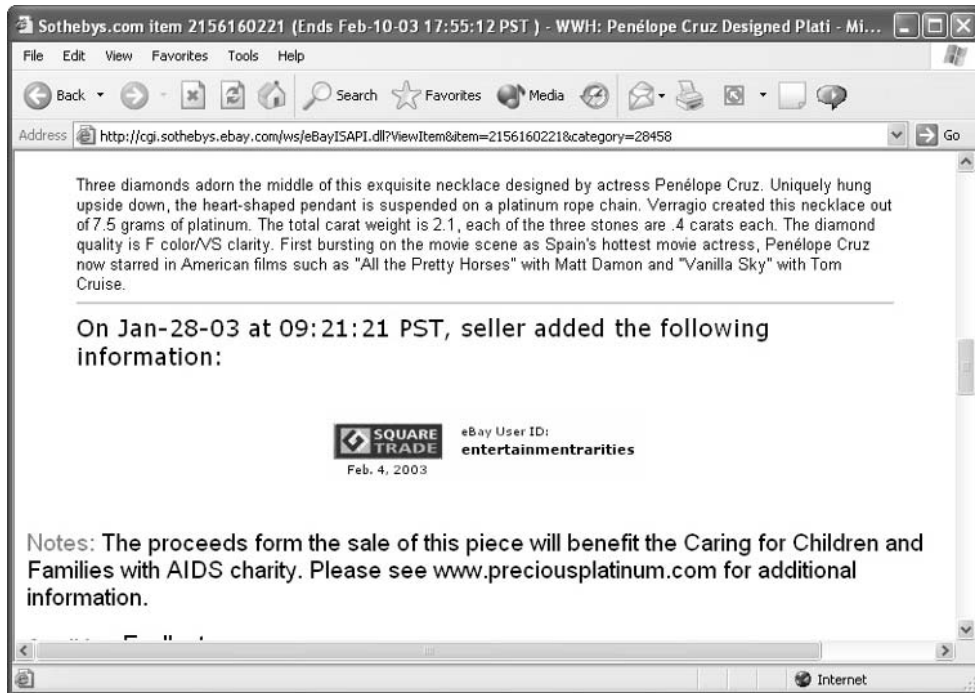 Sothebys.com item 2156160221 (Ends Feb-10-03 17:55:12 PST ) - WWH: Penélope Cruz Designed Plati - Mi...
File Edit View Favorites Tools Help
Back Search Favorites Media
Address http://cgi.sothebys.ebay.com/ws/eBayISAPI.dll?ViewItem&item=2156160221&category=28458 Go
Three diamonds adorn the middle of this exquisite necklace designed by actress Penélope Cruz. Uniquely hung
upside down, the heart-shaped pendant is suspended on a platinum rope chain. Verragio created this necklace out
of 7.5 grams of platinum. The total carat weight is 2.1, each of the three stones are .4 carats each. The diamond
quality is F color/VS clarity. First bursting on the movie scene as Spain's hottest movie actress, Penélope Cruz
now starred in American films such as "All the Pretty Horses" with Matt Damon and "Vanilla Sky" with Tom
Cruise.
On Jan-28-03 at 09:21:21 PST, seller added the following
information:
SQUARE
TRADE
Feb. 4, 2003
eBay User ID:
entertainmentrarities
Notes: The proceeds form the sale of this piece will benefit the Caring for Children and
Families with AIDS charity. Please see www.preciousplatinum.com for additional
information.
Internet